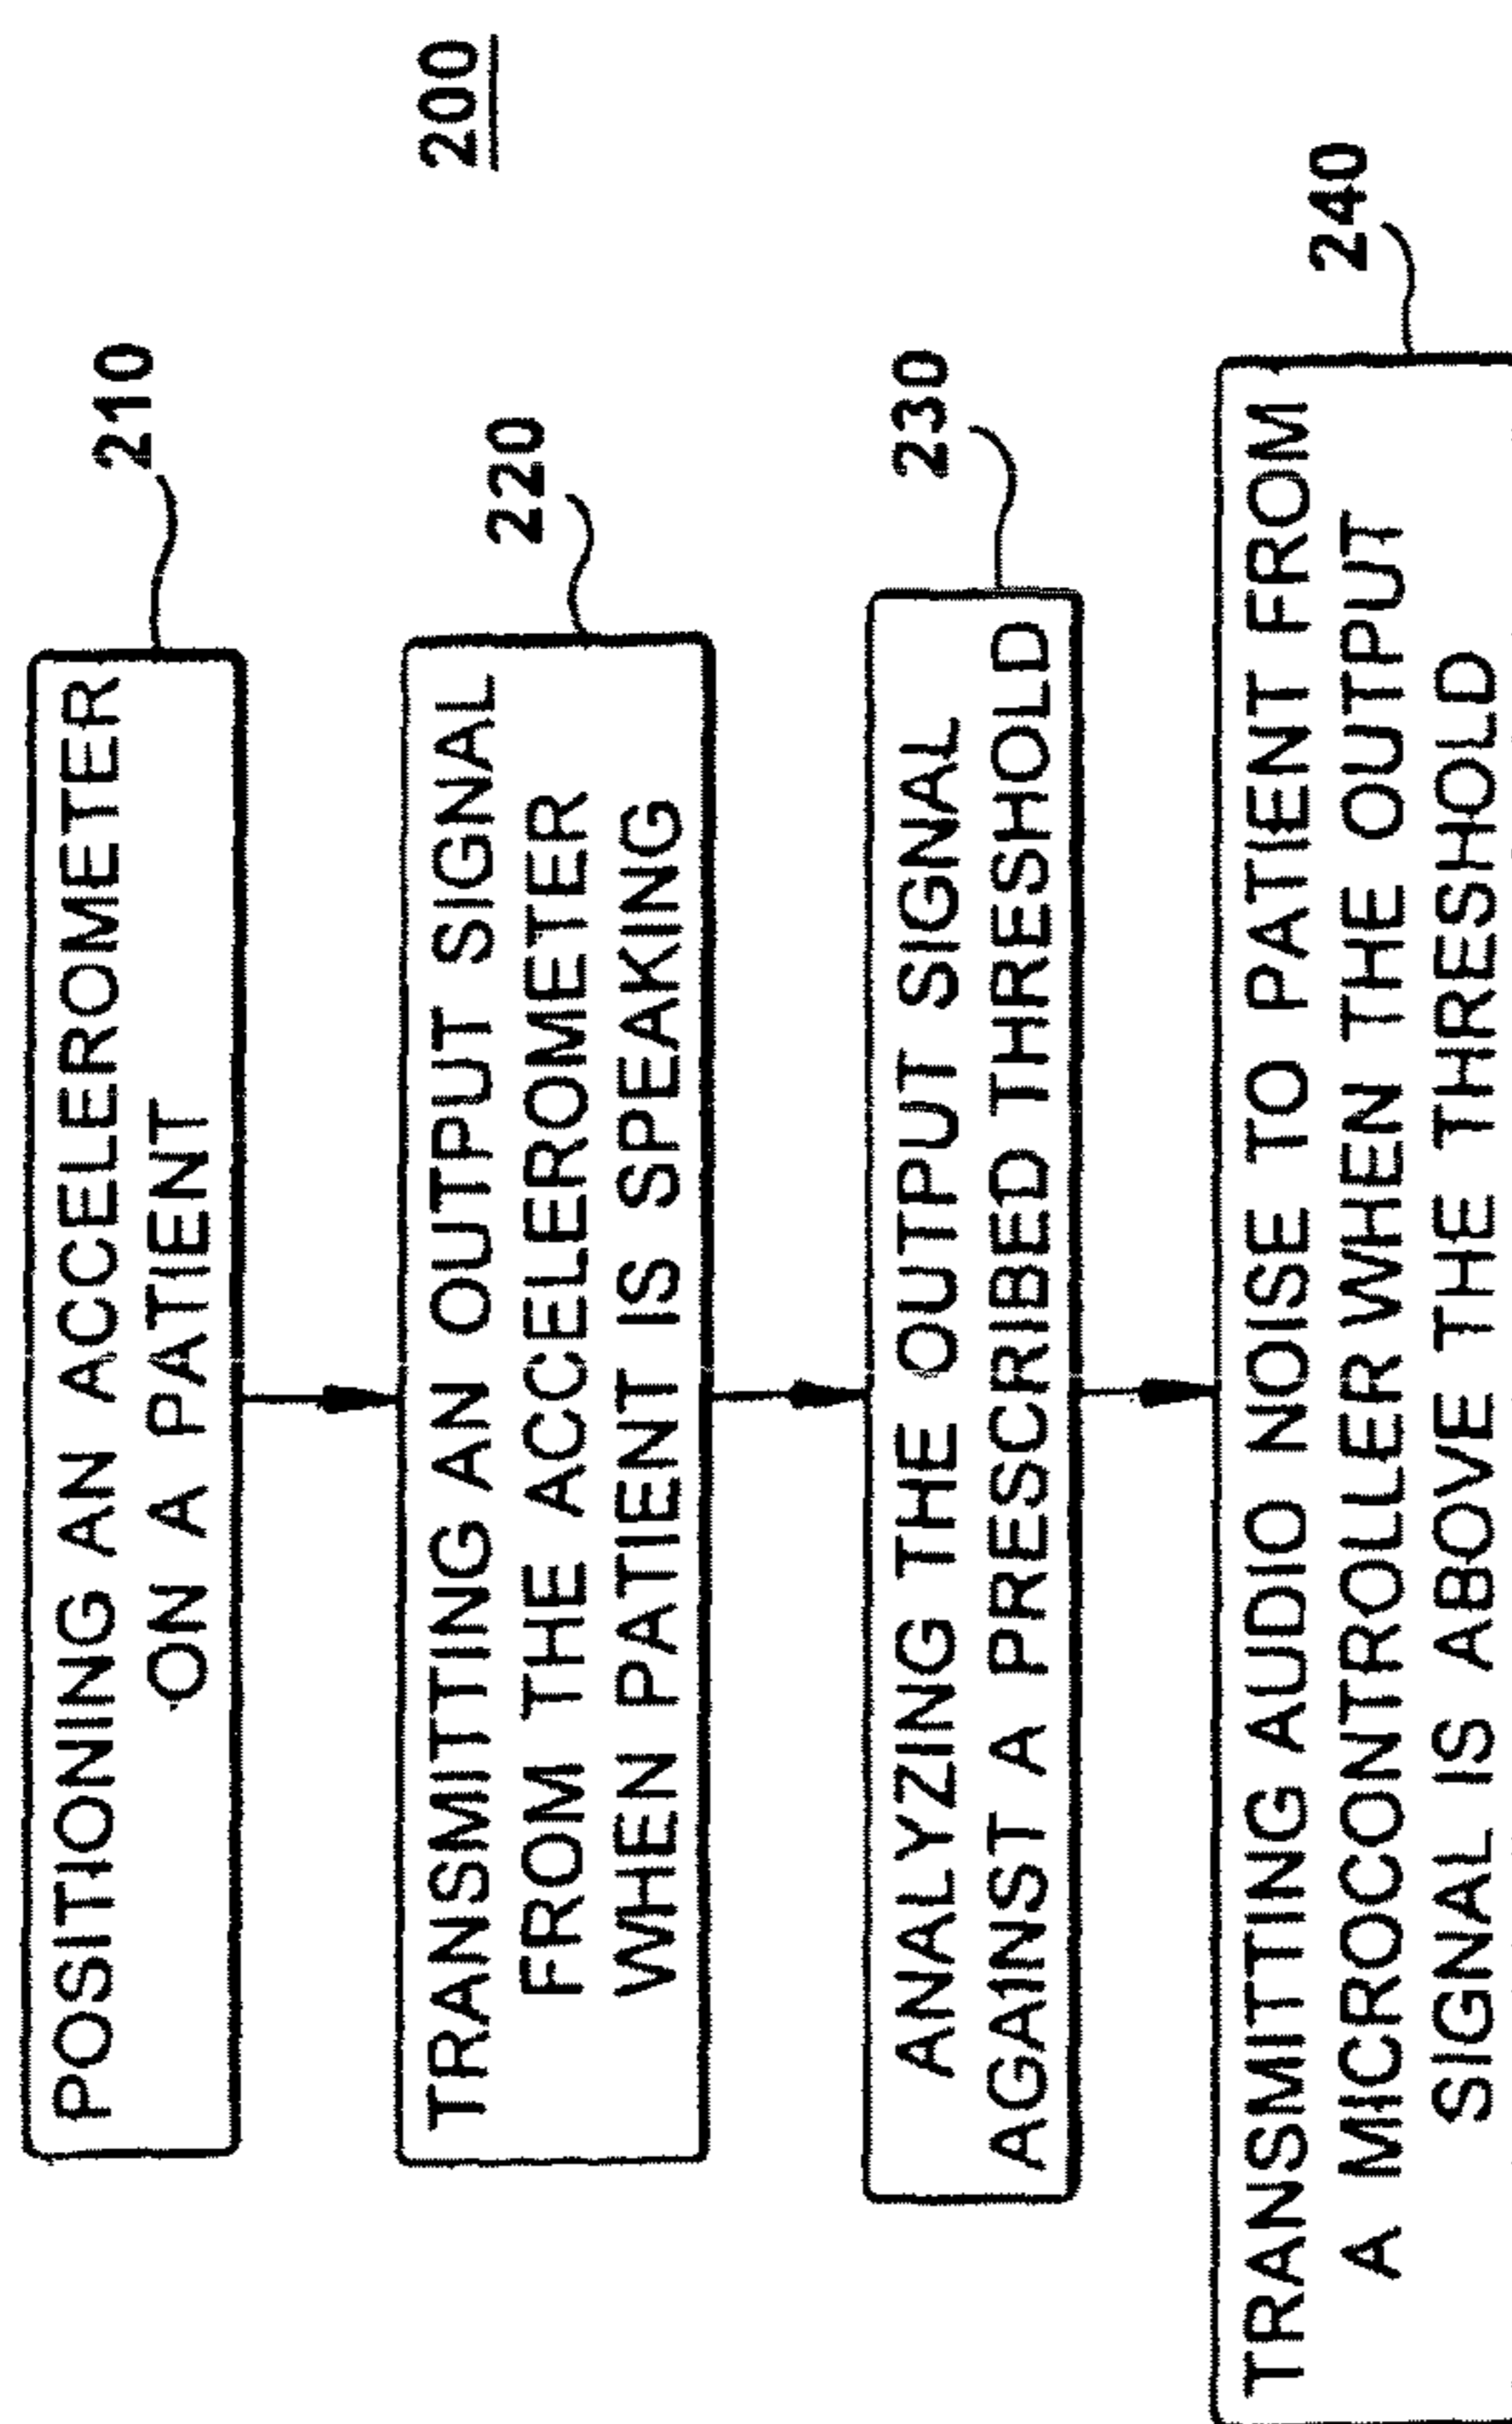 200
210
POSITIONING AN ACCELEROMETER
ON A PATIENT
220
TRANSMITTING AN OUTPUT SIGNAL
FROM THE ACCELEROMETER
WHEN PATIENT IS SPEAKING
230
ANALYZING THE OUTPUT SIGNAL
AGAINST A PRESCRIBED THRESHOLD
240
TRANSMITTING AUDIO NOISE TO PATIENT FROM
A MICROCONTROLLER WHEN THE OUTPUT
SIGNAL IS ABOVE THE THRESHOLD